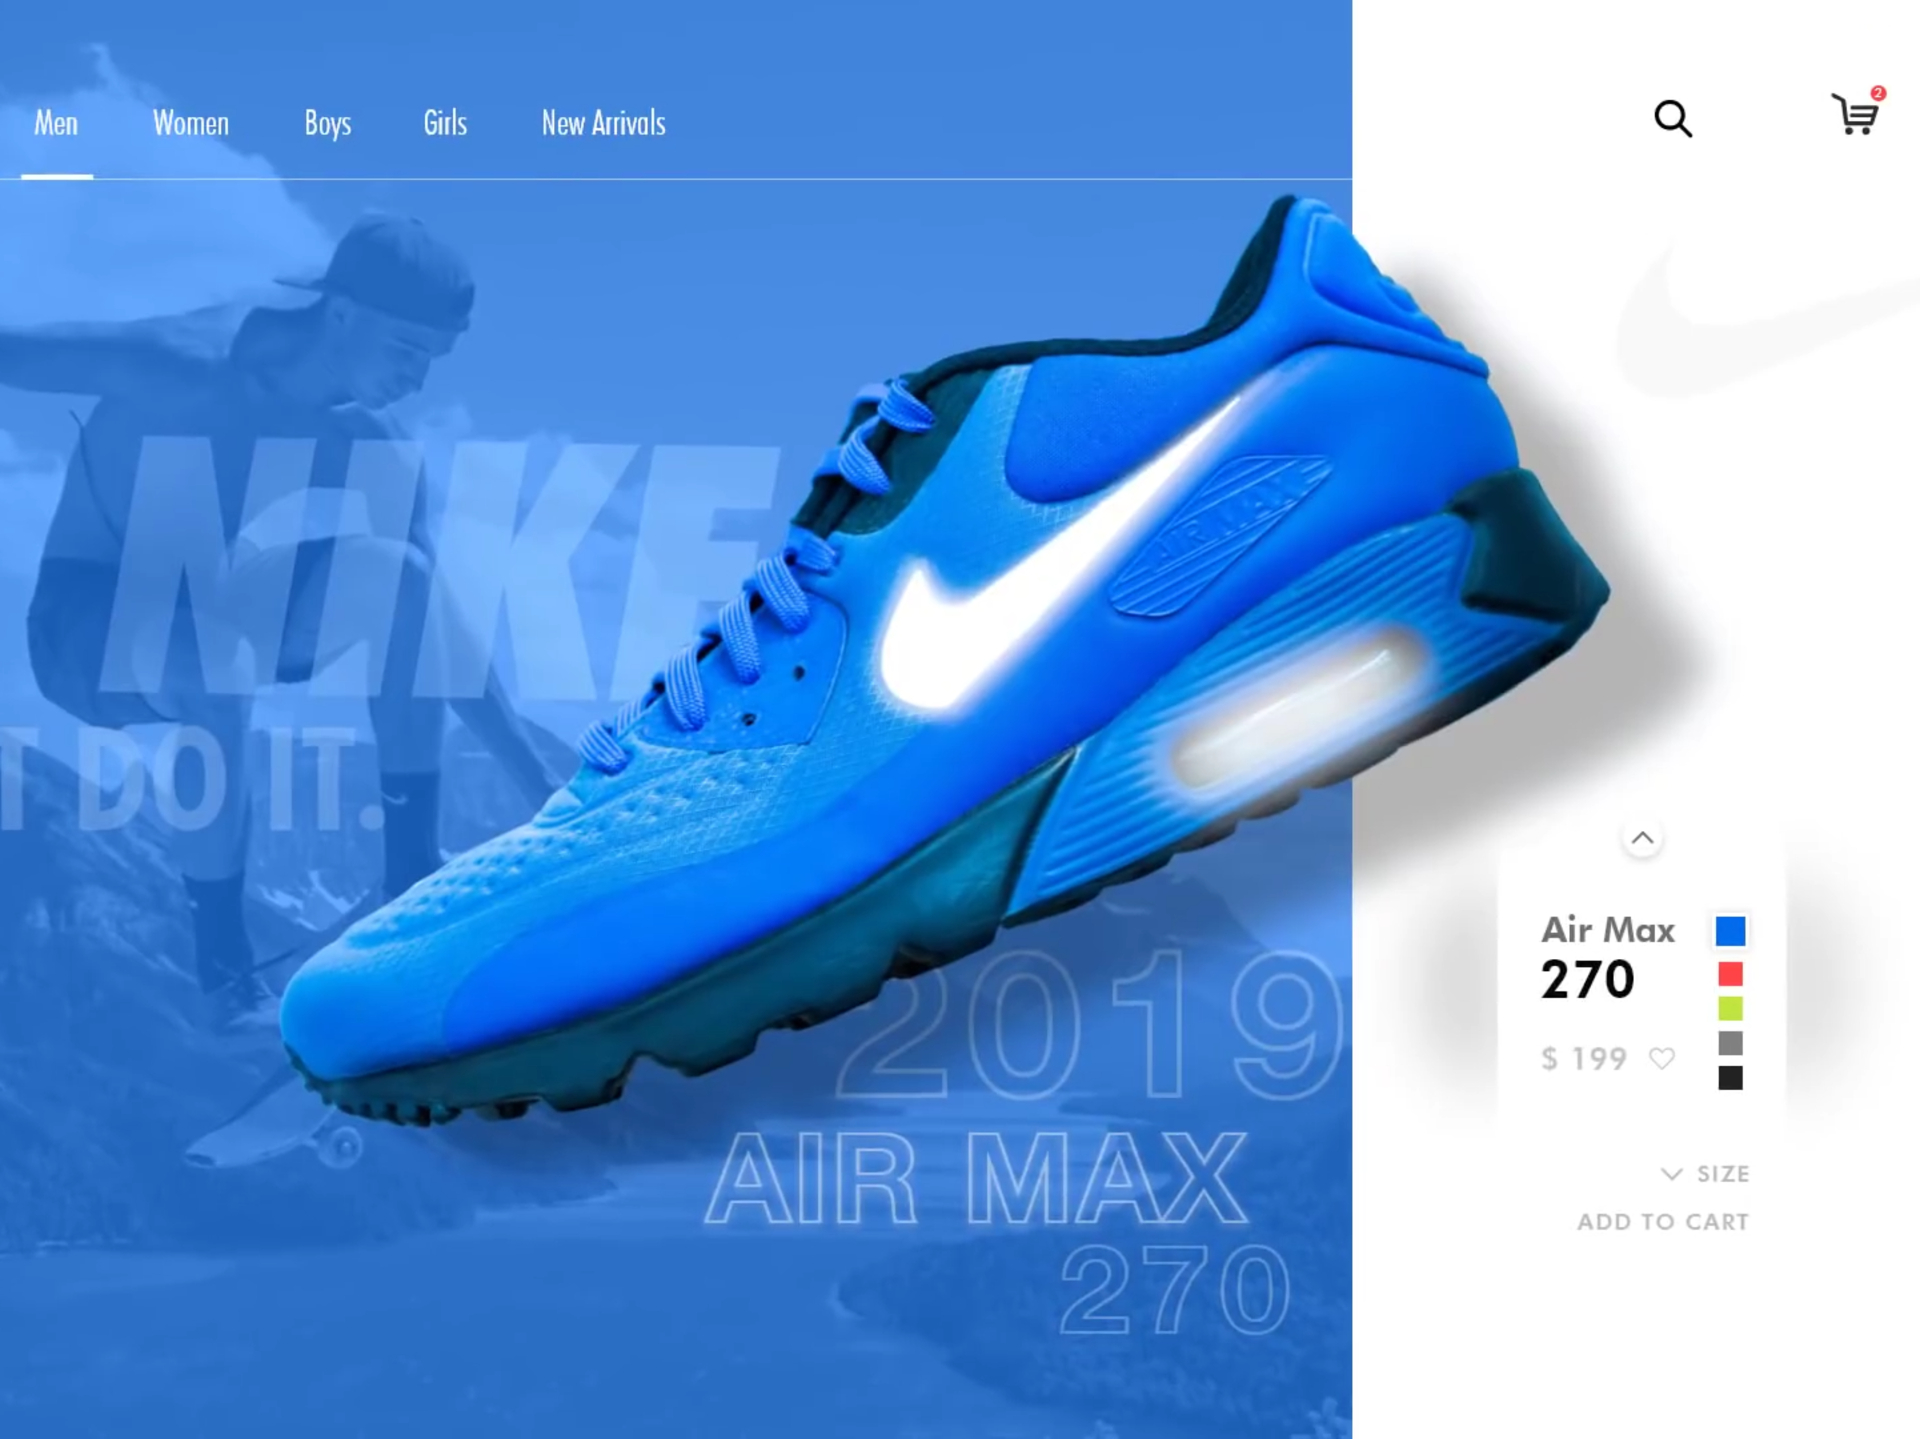 Men Women Boys Girls New Arrivals
2
NIKE
T DO IT.
AIR MAX
2019
AIR MAX
270
Air Max
270
$ 199
SIZE
ADD TO CART